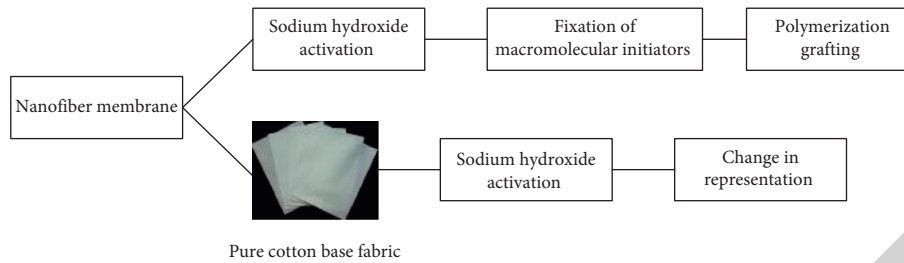 Sodium hydroxide
activation
Fixation of
macromolecular initiators
Polymerization
grafting
Nanofiber membrane
Sodium hydroxide
activation
Change in
representation
Pure cotton base fabric